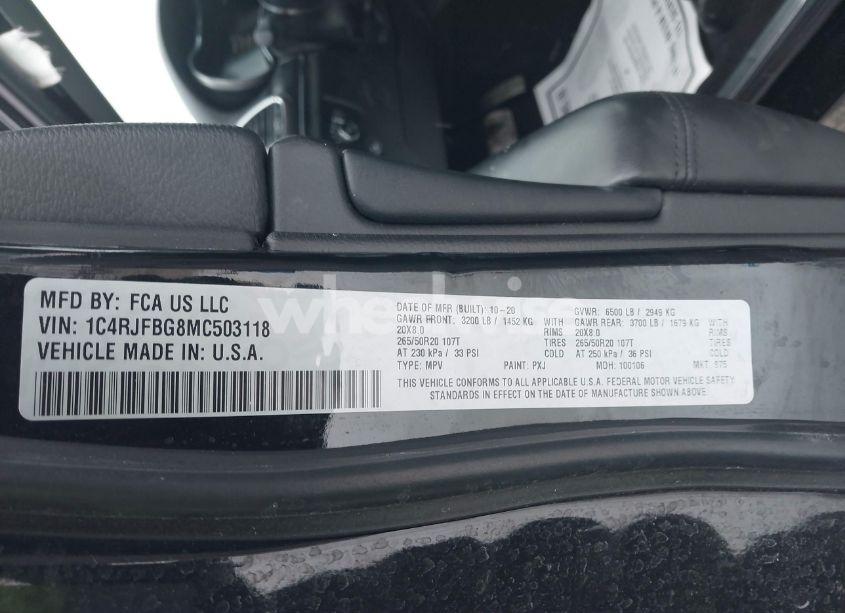 MFD BY: FCA US LLC
VIN: 1C4RJFBG8MC503118
VEHICLE MADE IN: U.S.A.
DATE OF MFR (BUILT): 10-20 GVWR: 6500 LB / 2949 KG
GAWR FRONT: 3200 LB / 1452 KG WITH GAWR REAR: 3700 LB / 1679 KG WITH
20X8.0 RIMS 20X8.0 RIMS
265/50R20 107T TIRES 265/50R20 107T TIRES
AT 230 kPa / 33 PSI COLD AT 250 kPa / 36 PSI COLD
TYPE: MPV PAINT: PXJ MDH: 100106 MKT: S75
THIS VEHICLE CONFORMS TO ALL APPLICABLE U.S.A. FEDERAL MOTOR VEHICLE SAFETY
STANDARDS IN EFFECT ON THE DATE OF MANUFACTURE SHOWN ABOVE.
wheelwise